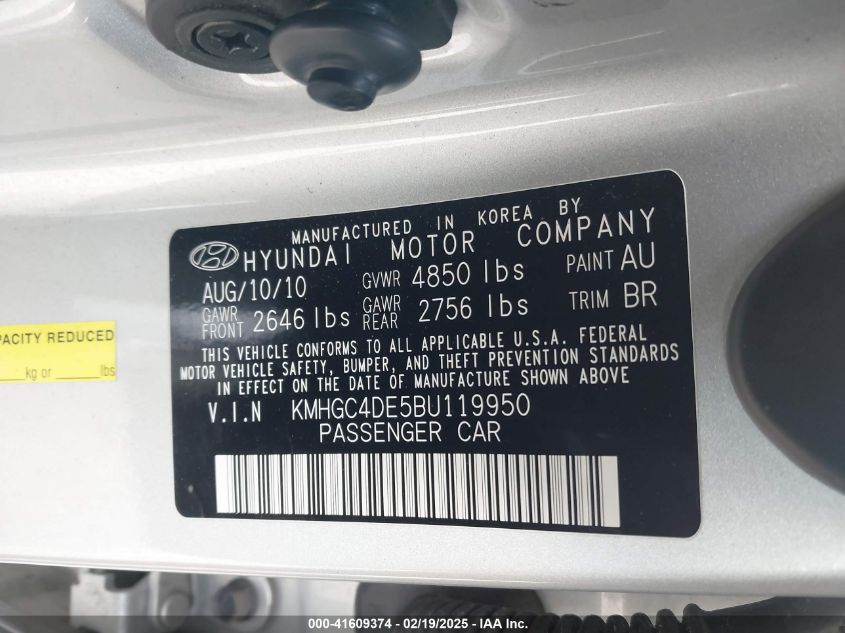 MANUFACTURED IN KOREA BY
HYUNDAI MOTOR COMPANY
AUG/10/10 GVWR 4850 lbs PAINT AU
GAWR FRONT 2646 lbs GAWR REAR 2756 lbs TRIM BR
THIS VEHICLE CONFORMS TO ALL APPLICABLE U.S.A. FEDERAL
MOTOR VEHICLE SAFETY, BUMPER, AND THEFT PREVENTION STANDARDS
IN EFFECT ON THE DATE OF MANUFACTURE SHOWN ABOVE
V.I.N KMHGC4DE5BU119950
PASSENGER CAR
PACITY REDUCED
kg or ___lbs
000-41609374 - 02/19/2025 - IAA Inc.